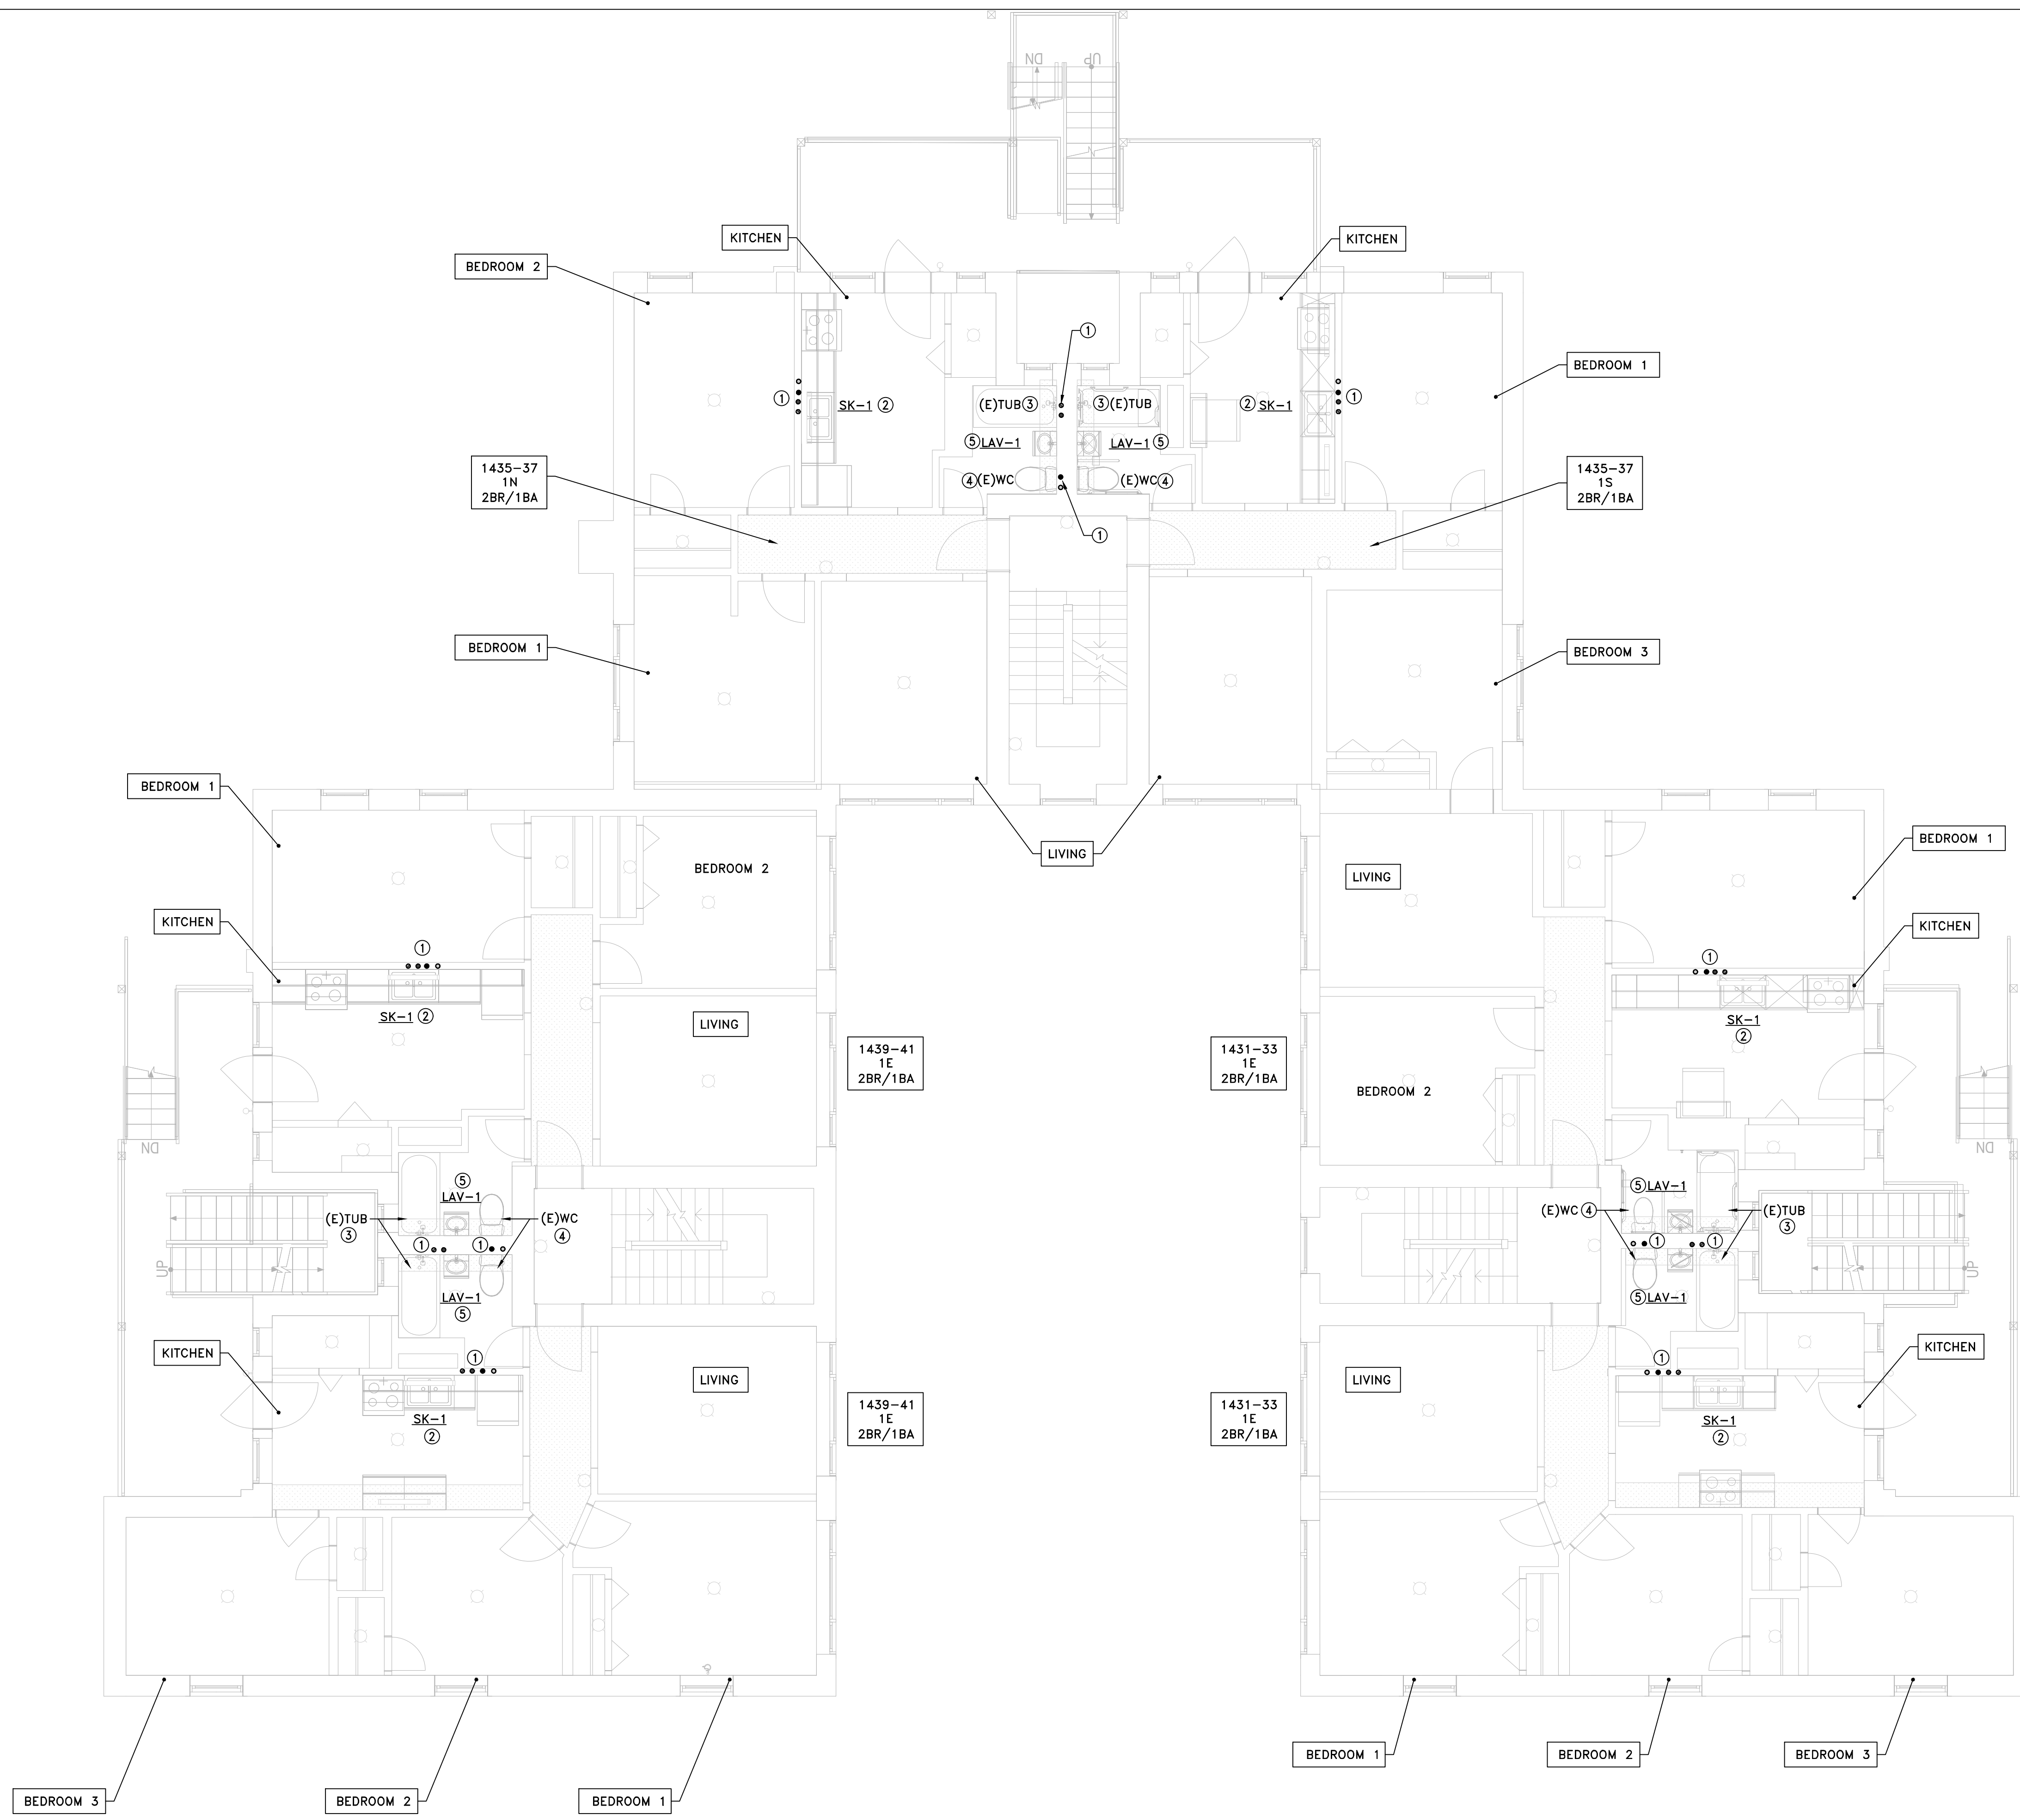 DN
UP
KITCHEN
KITCHEN
BEDROOM 2
1
BEDROOM 1
1
SK-1 2
(E)TUB 3
3 (E)TUB
2 SK-1
1
5 LAV-1
LAV-1 5
1435-37
1N
2BR/1BA
4 (E)WC
(E)WC 4
1435-37
1S
2BR/1BA
1
BEDROOM 1
BEDROOM 3
BEDROOM 1
LIVING
BEDROOM 2
LIVING
BEDROOM 1
KITCHEN
1
KITCHEN
1
SK-1 2
LIVING
SK-1
2
1439-41
1E
2BR/1BA
1431-33
1E
2BR/1BA
BEDROOM 2
DN
DN
5
LAV-1
5 LAV-1
(E)TUB
3
(E)WC
4
(E)WC 4
(E)TUB
3
1
1
1
1
UP
UP
LAV-1
5
5 LAV-1
KITCHEN
1
1
KITCHEN
LIVING
LIVING
SK-1
2
1439-41
1E
2BR/1BA
1431-33
1E
2BR/1BA
SK-1
2
BEDROOM 1
BEDROOM 2
BEDROOM 3
BEDROOM 3
BEDROOM 2
BEDROOM 1